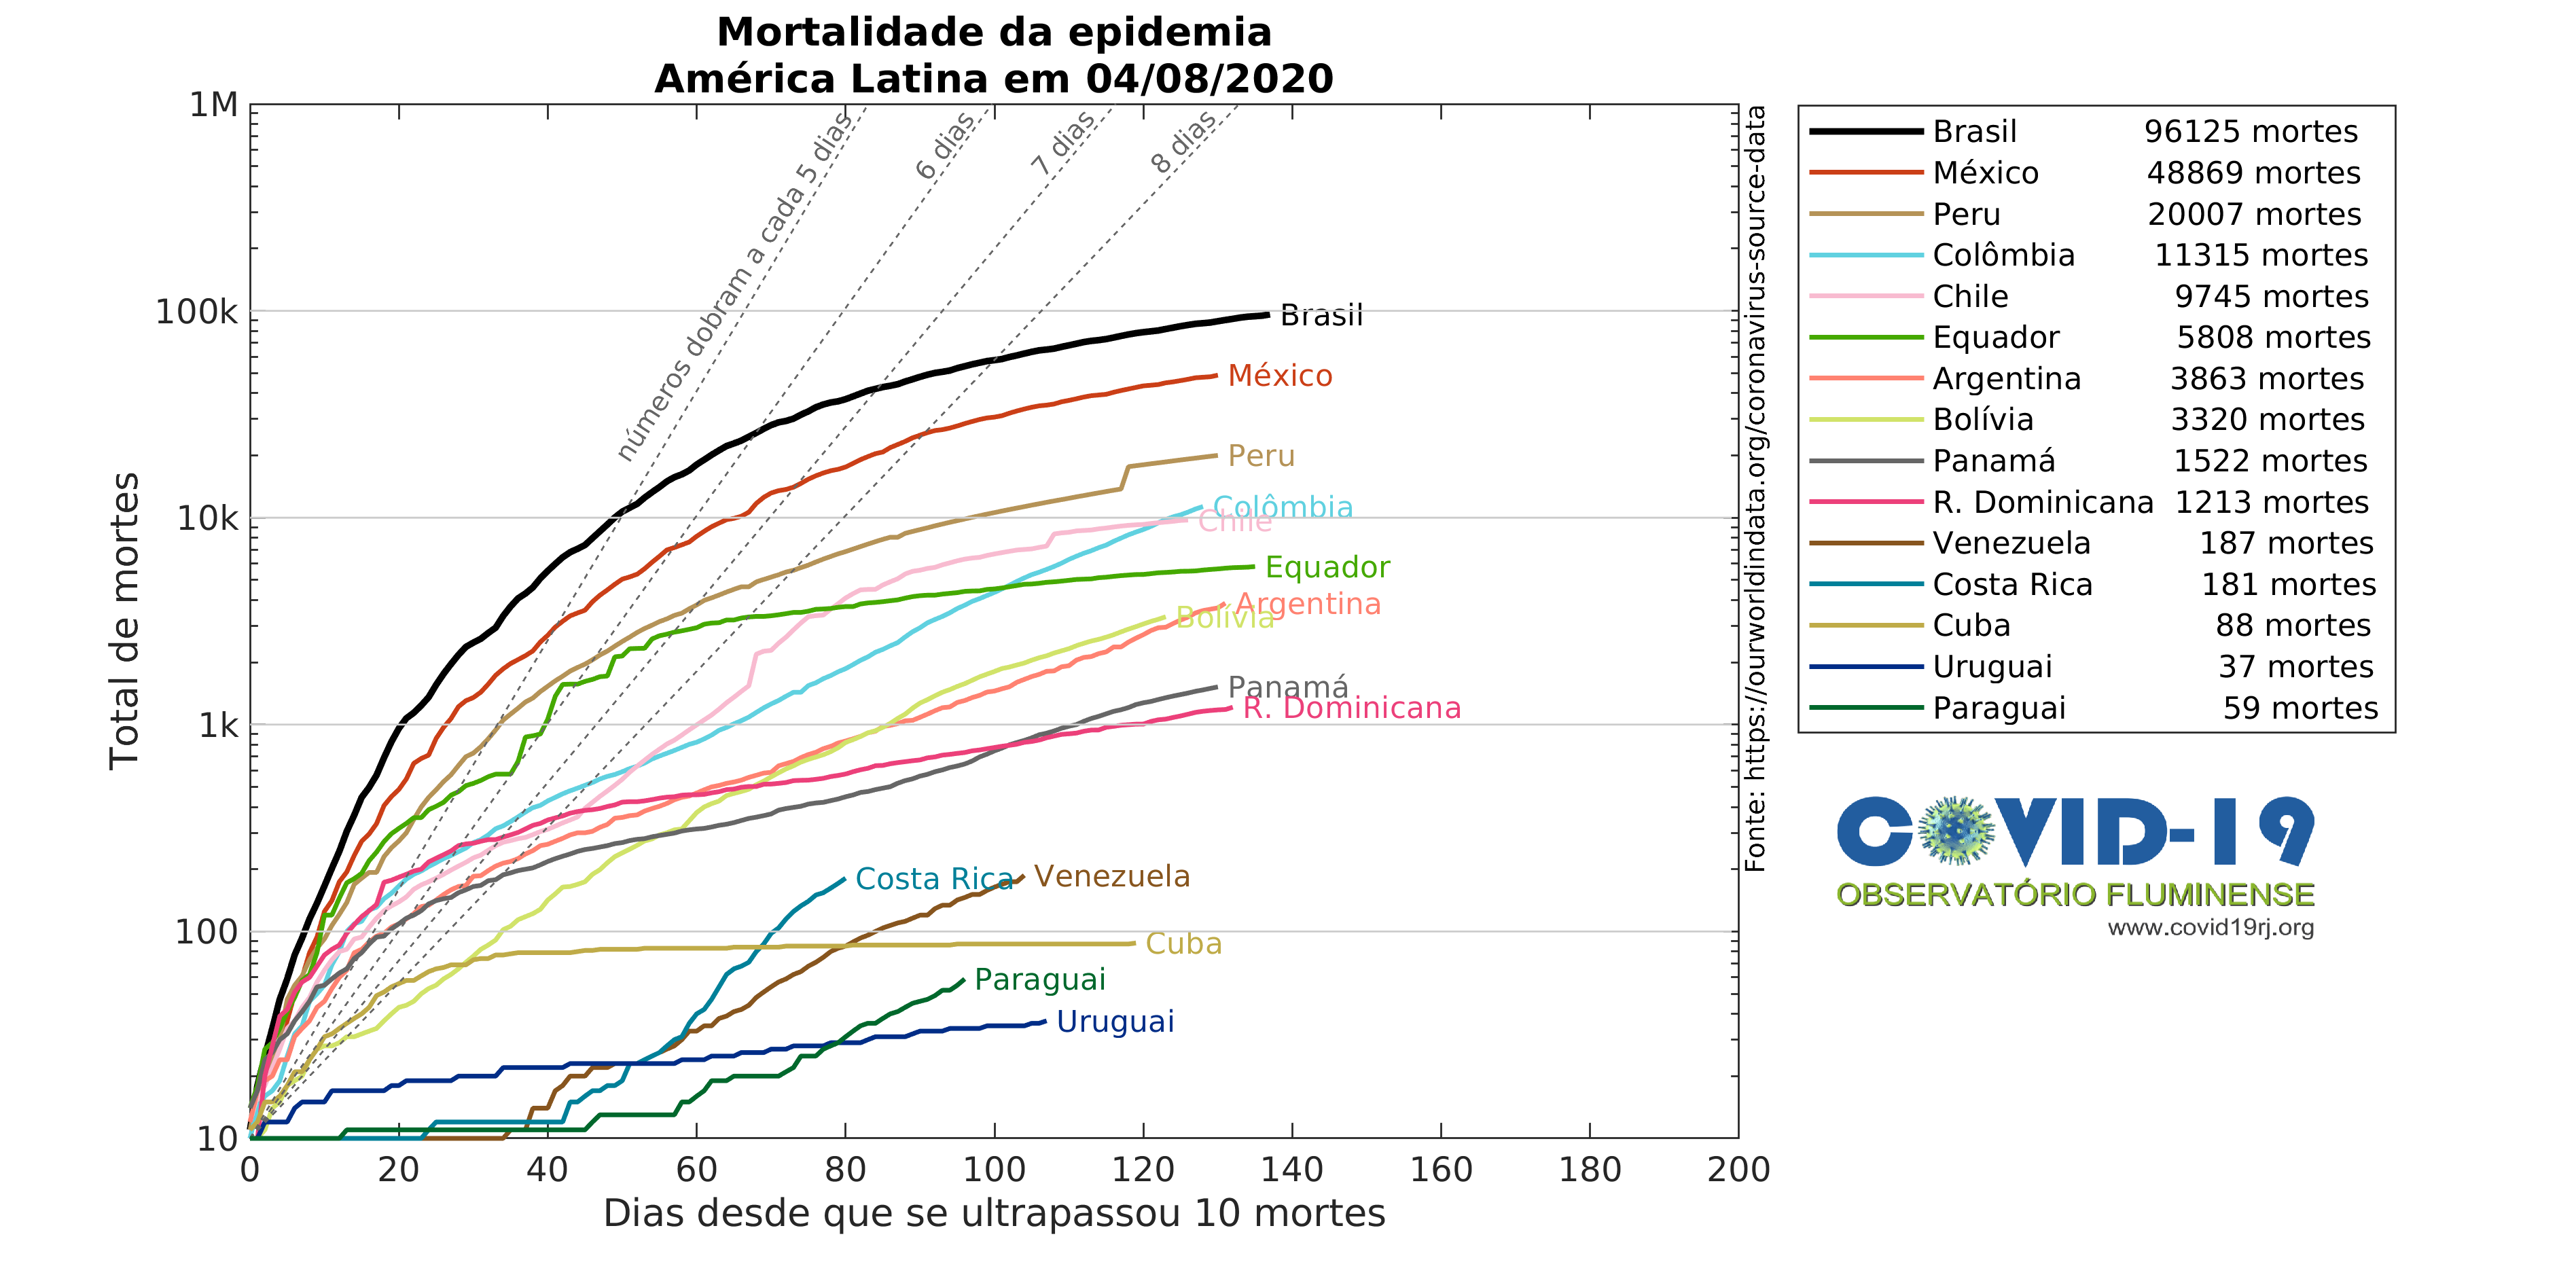 Mortalidade da epidemia
América Latina em 04/08/2020
Total de mortes
1M
100k
10k
1k
100
10
0 20 40 60 80 100 120 140 160 180 200
Dias desde que se ultrapassou 10 mortes
números dobram a cada 5 dias
6 dias
7 dias
8 dias
Brasil
México
Peru
Colômbia
Chile
Equador
Argentina
Bolívia
Panamá
R. Dominicana
Costa Rica
Venezuela
Cuba
Paraguai
Uruguai
Fonte: https://ourworldindata.org/coronavirus-source-data
Brasil 96125 mortes
México 48869 mortes
Peru 20007 mortes
Colômbia 11315 mortes
Chile 9745 mortes
Equador 5808 mortes
Argentina 3863 mortes
Bolívia 3320 mortes
Panamá 1522 mortes
R. Dominicana 1213 mortes
Venezuela 187 mortes
Costa Rica 181 mortes
Cuba 88 mortes
Uruguai 37 mortes
Paraguai 59 mortes
COVID-19
OBSERVATÓRIO FLUMINENSE
www.covid19rj.org